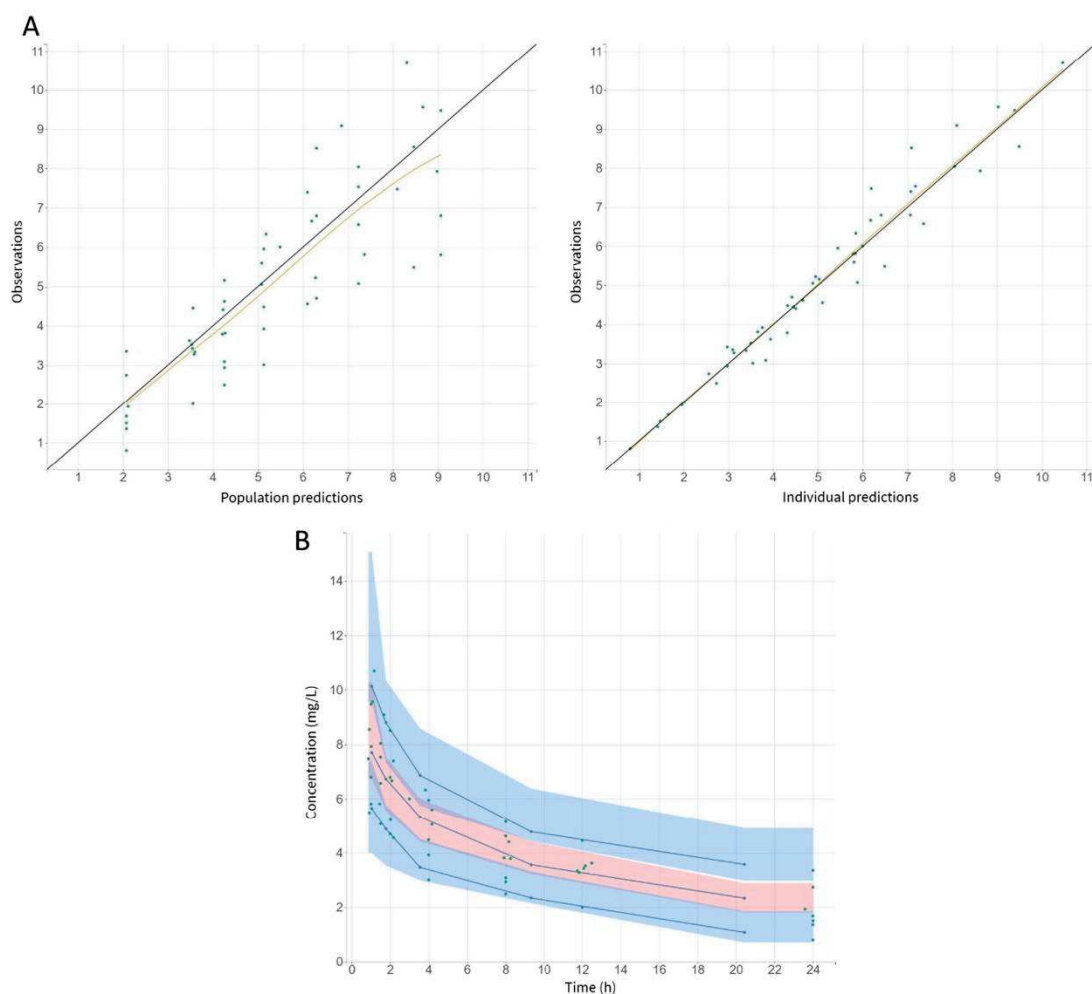 A
11
10
9
8
7
6
5
4
3
2
1
Observations
1 2 3 4 5 6 7 8 9 10 11
Population predictions
11
10
9
8
7
6
5
4
3
2
1
Observations
1 2 3 4 5 6 7 8 9 10 11
Individual predictions
B
14
12
10
8
6
4
2
0
Concentration (mg/L)
0 2 4 6 8 10 12 14 16 18 20 22 24
Time (h)